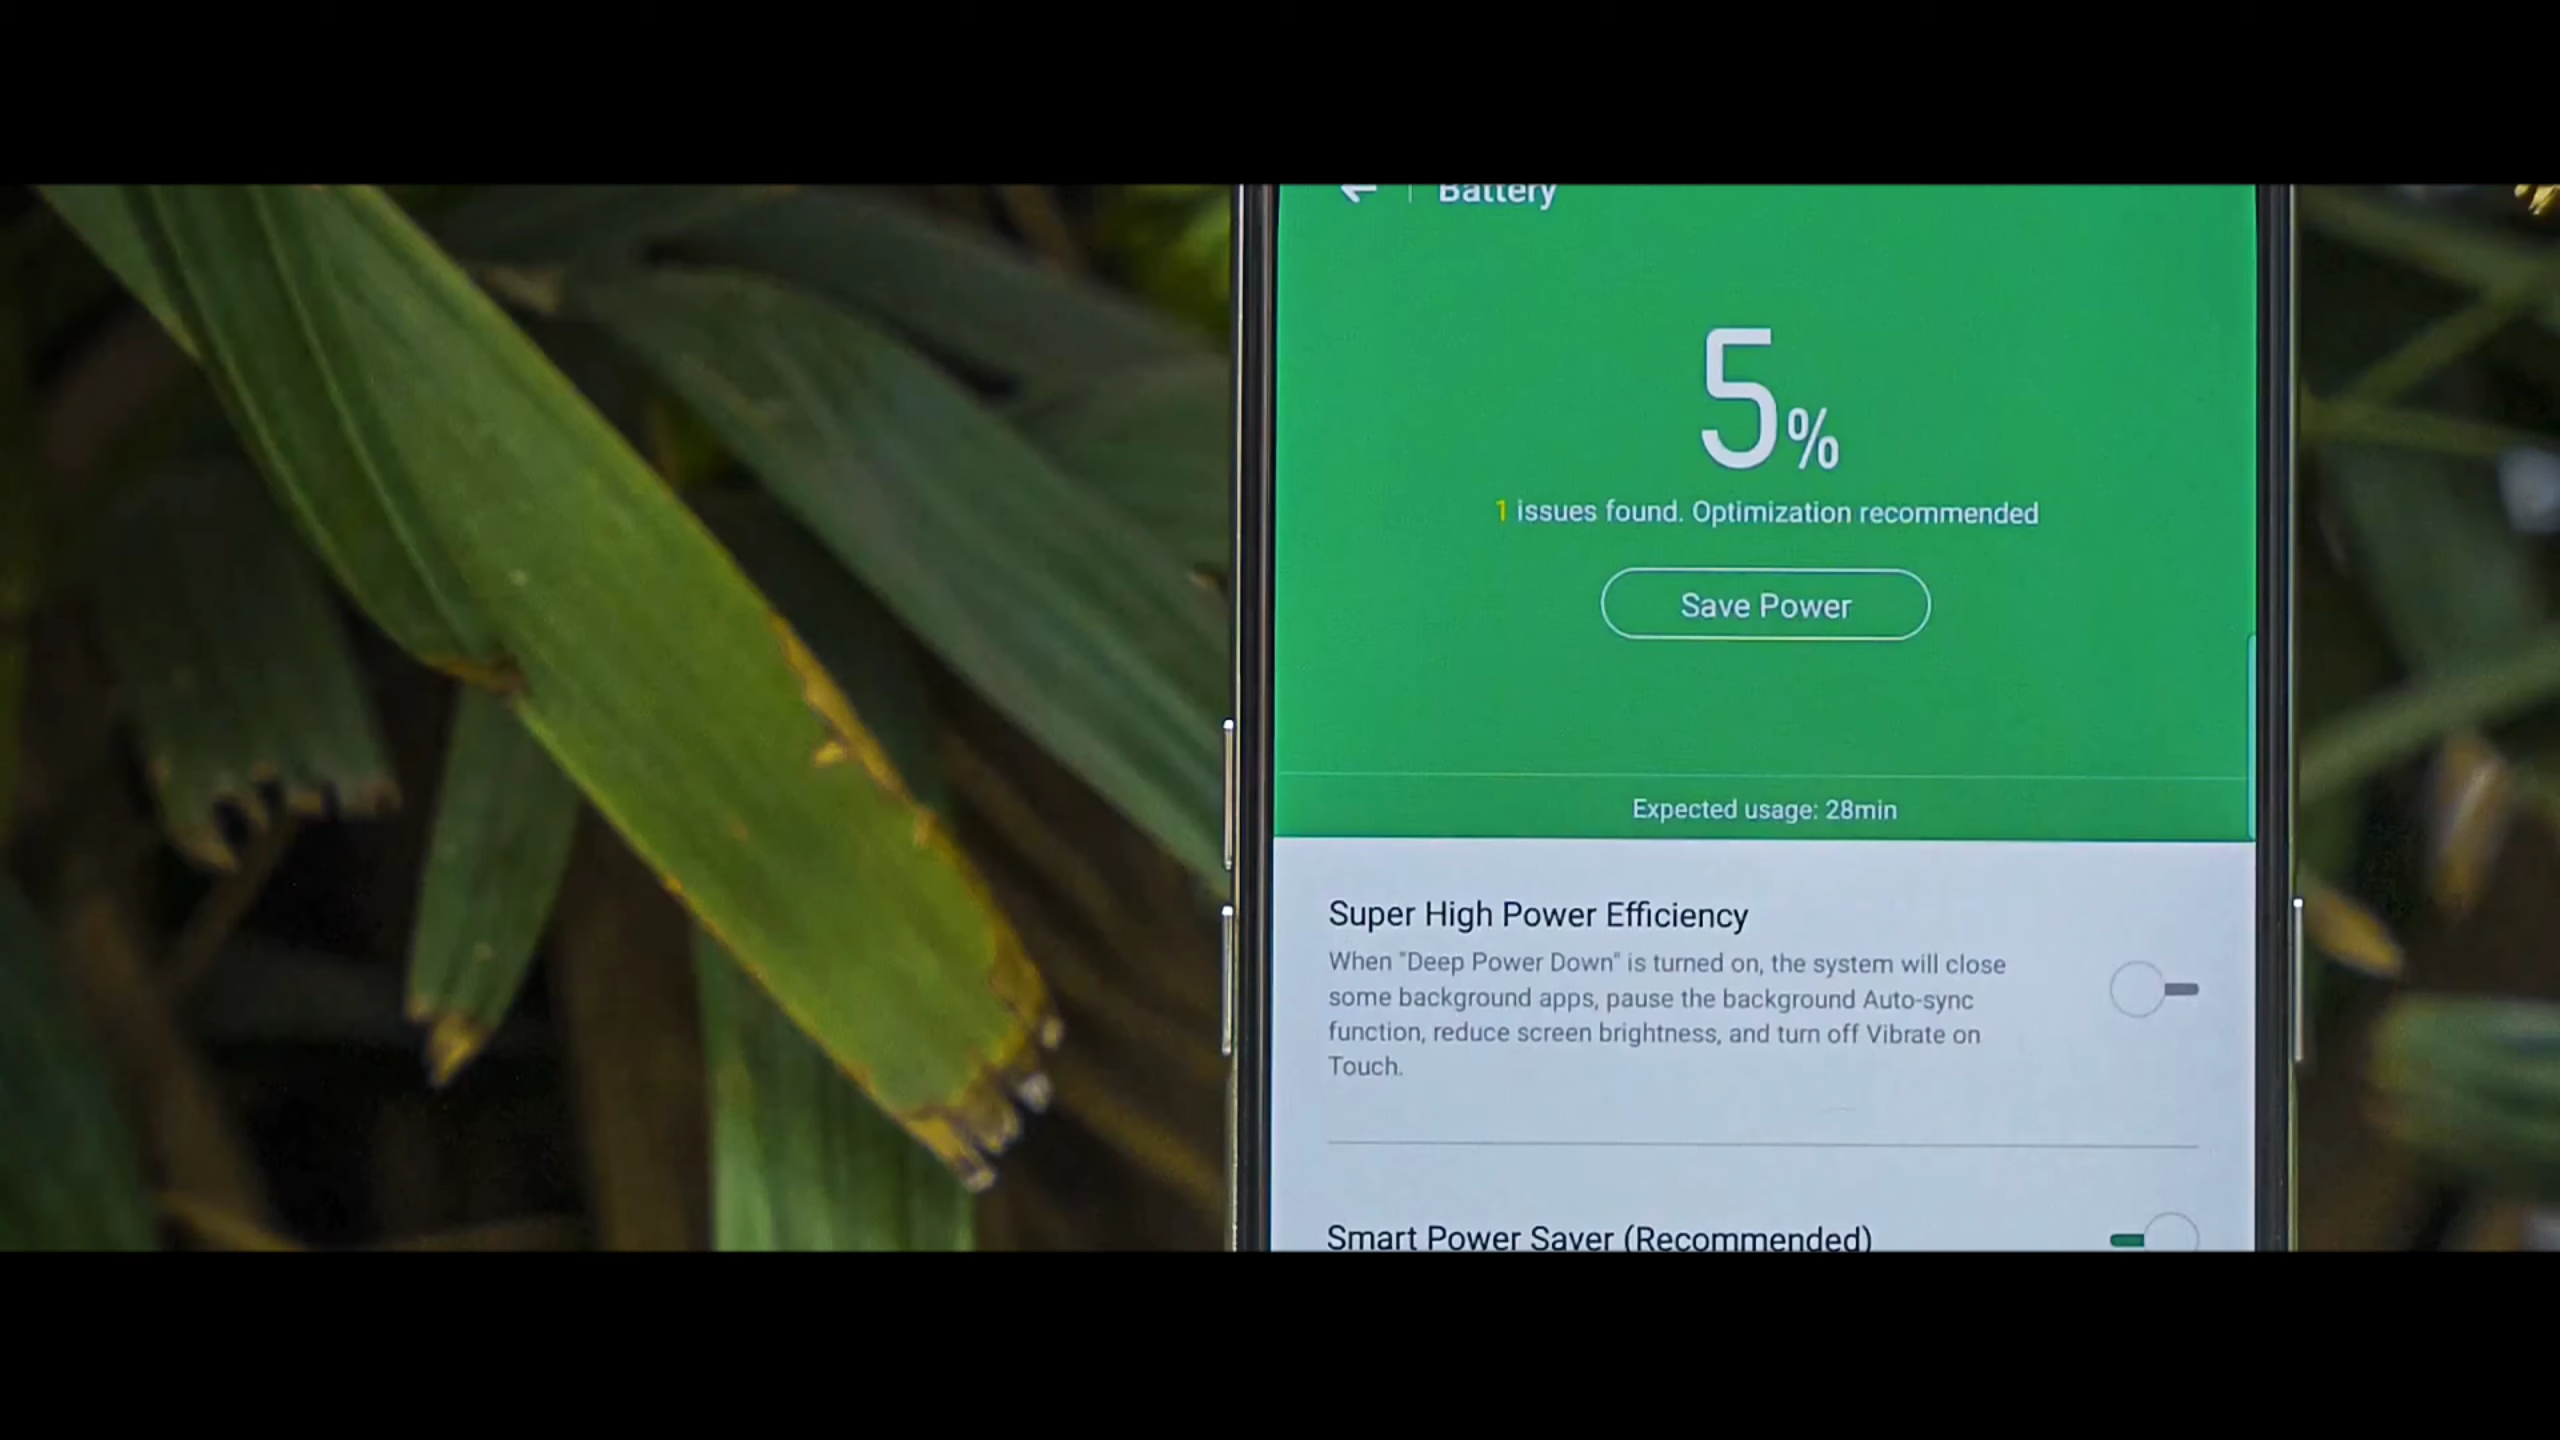 Battery
5%
1 issues found. Optimization recommended
Save Power
Expected usage: 28min
Super High Power Efficiency
When "Deep Power Down" is turned on, the system will close
some background apps, pause the background Auto-sync
function, reduce screen brightness, and turn off Vibrate on
Touch.
Smart Power Saver (Recommended)